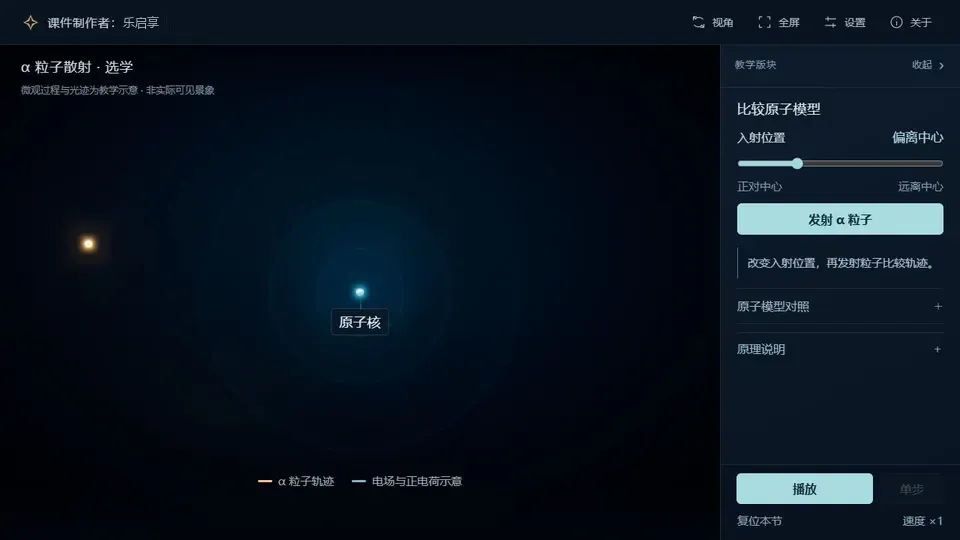 课件制作者：乐启享
视角
全屏
设置
关于
α 粒子散射 · 选学
微观过程与光迹为教学示意 · 非实际可见景象
原子核
α 粒子轨迹
电场与正电荷示意
教学版块
收起
比较原子模型
入射位置
偏离中心
正对中心
远离中心
发射 α 粒子
改变入射位置，再发射粒子比较轨迹。
原子模型对照 +
原理说明 +
播放
单步
复位本节
速度 ×1